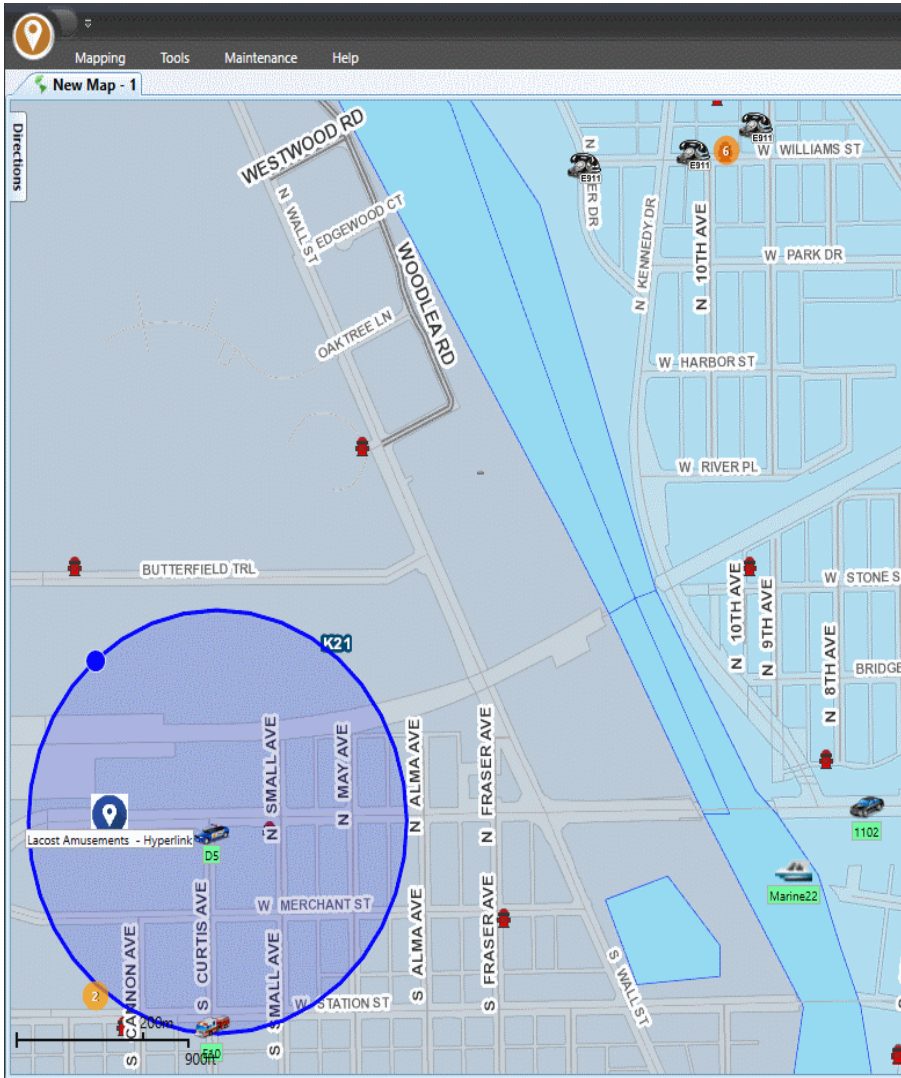 Mapping Tools Maintenance Help
New Map - 1
Directions
WESTWOOD RD
N WALL ST
EDGEWOOD CT
WOODLEA RD
OAKTREE LN
E911
E911
6
E911
W WILLIAMS ST
N
ER DR
N KENNEDY DR
N 10TH AVE
W PARK DR
W HARBOR ST
W RIVER PL
BUTTERFIELD TRL
W STONE S
N 10TH AVE
N 9TH AVE
N 8TH AVE
BRIDGE
K21
N SMALL AVE
N MAY AVE
N ALMA AVE
N FRASER AVE
Lacost Amusements - Hyperlink
D5
1102
Marine22
W MERCHANT ST
S CANNON AVE
S CURTIS AVE
S SMALL AVE
S ALMA AVE
S FRASER AVE
S WALL ST
2
W STATION ST
200m
900ft
E40